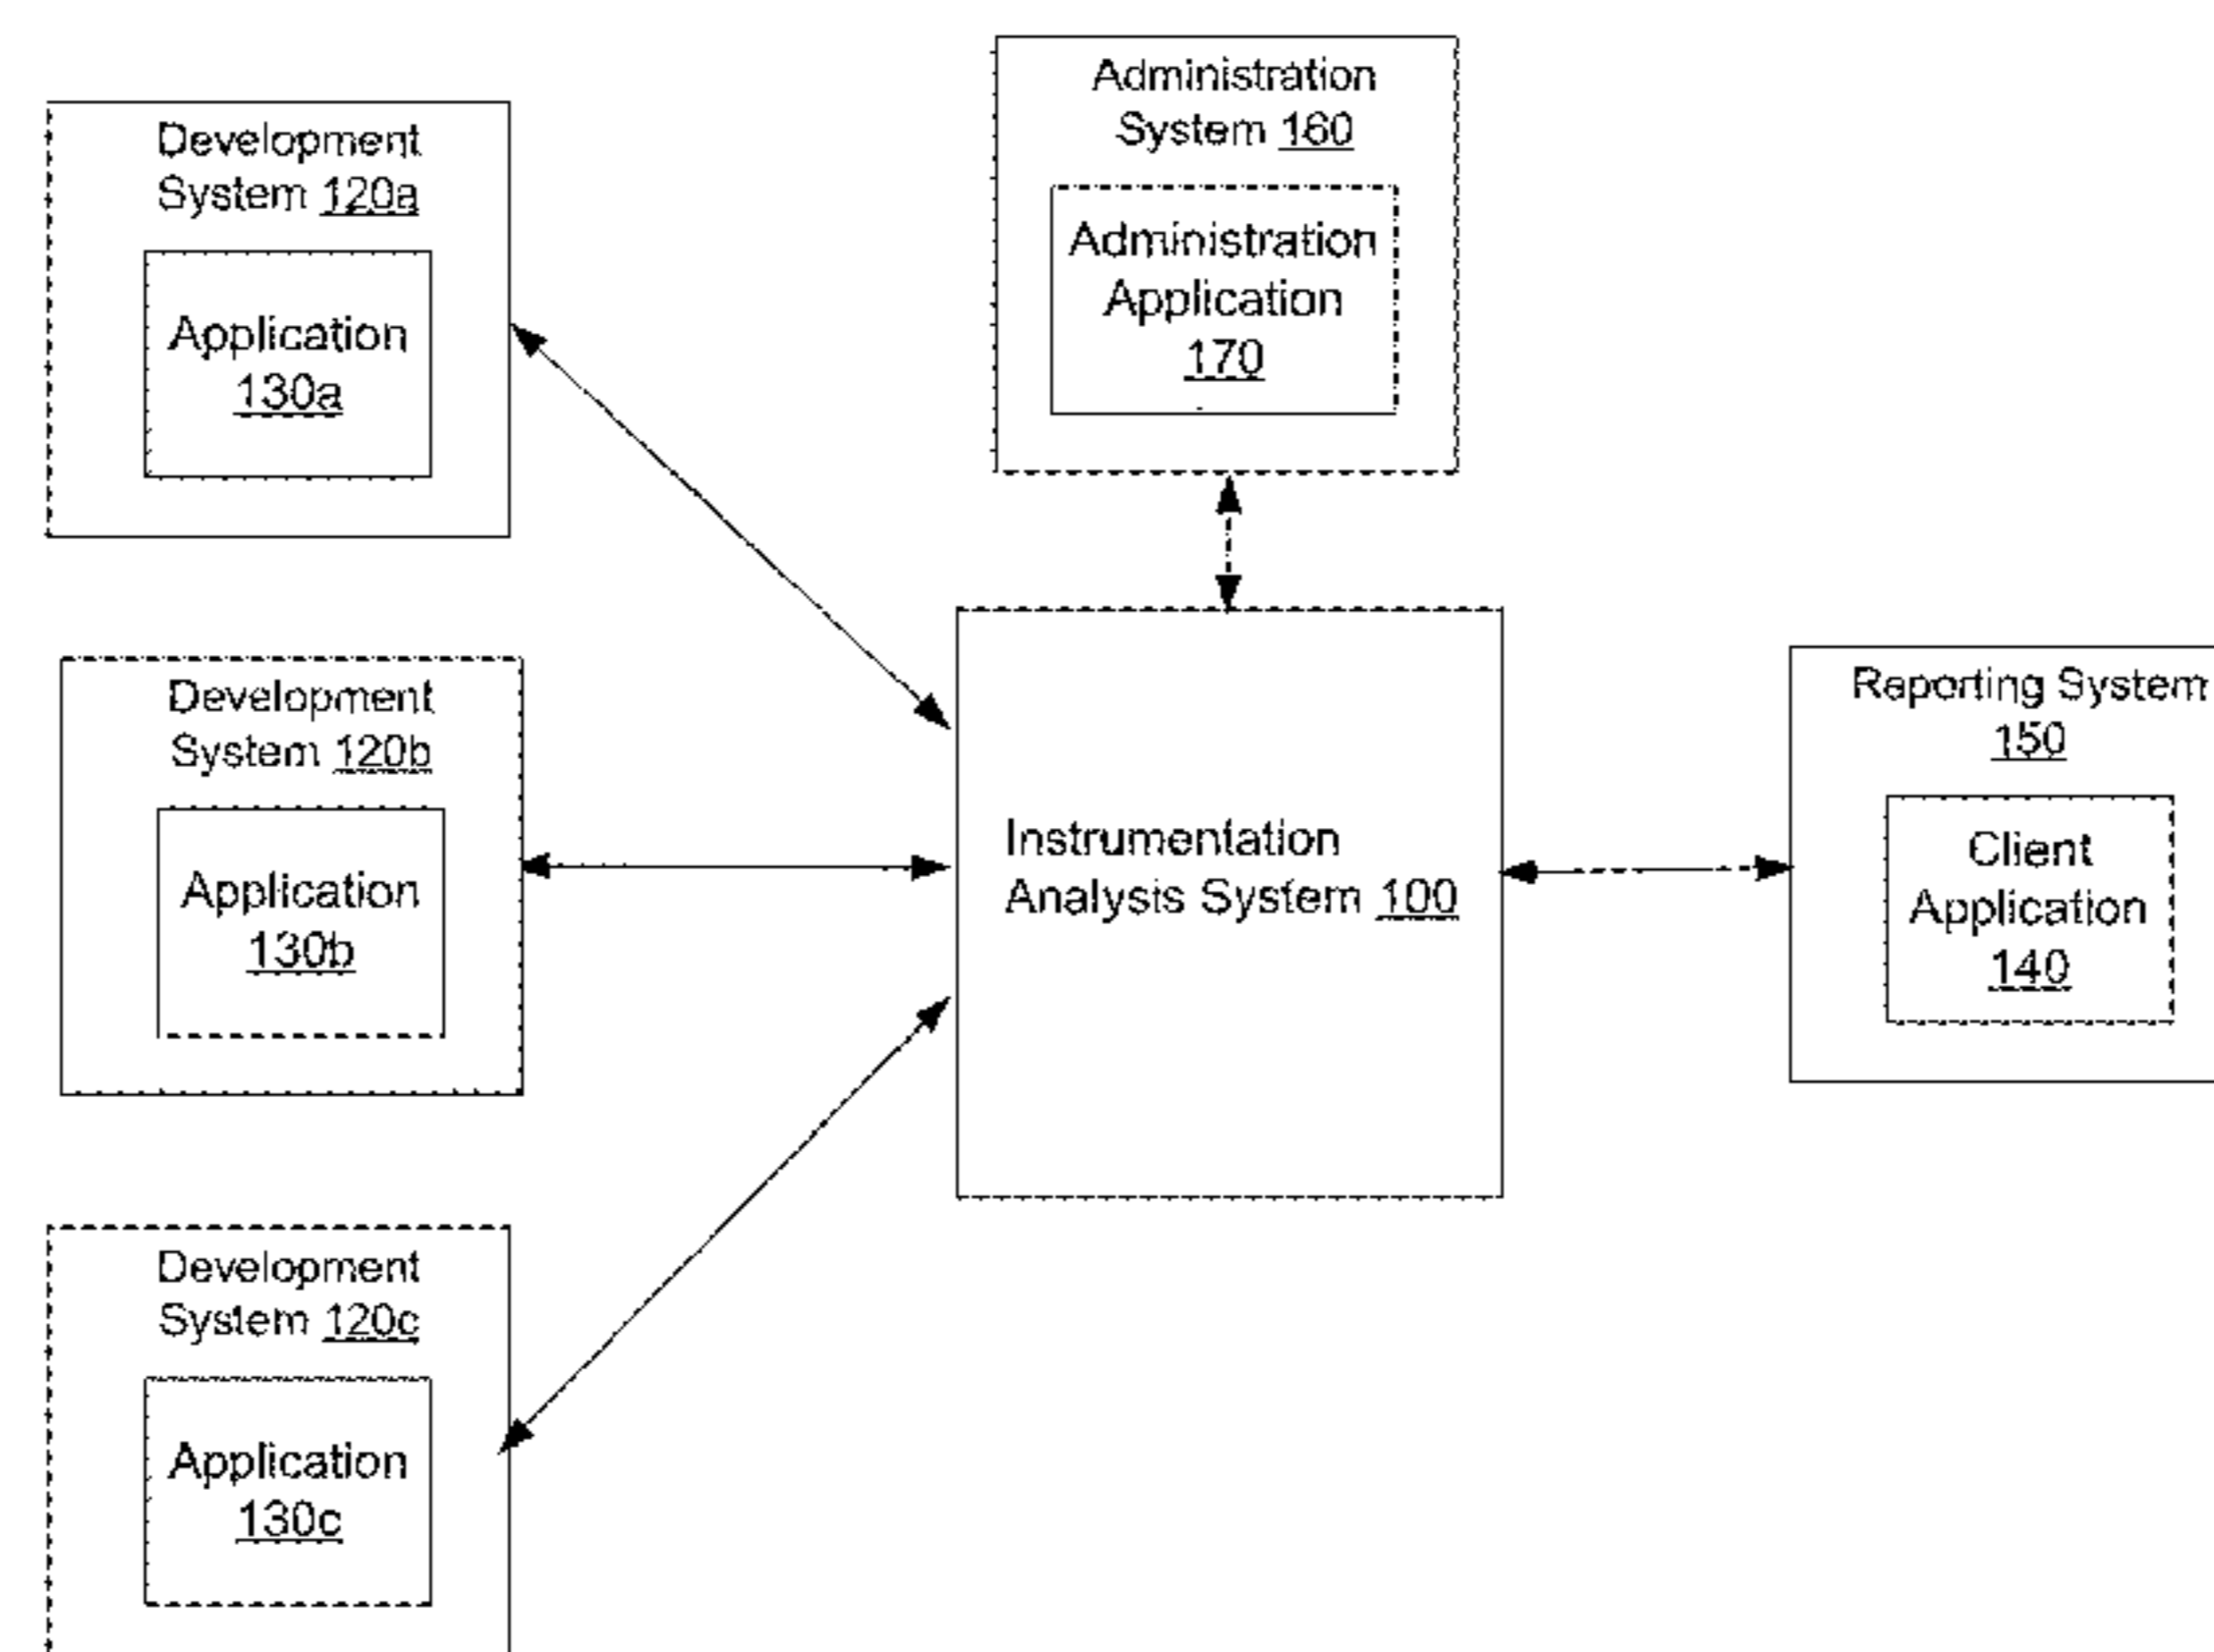 Development
System 120a
Application
130a
Administration
System 160
Administration
Application
170
Development
System 120b
Application
130b
Instrumentation
Analysis System 100
Reporting System
150
Client
Application
140
Development
System 120c
Application
130c